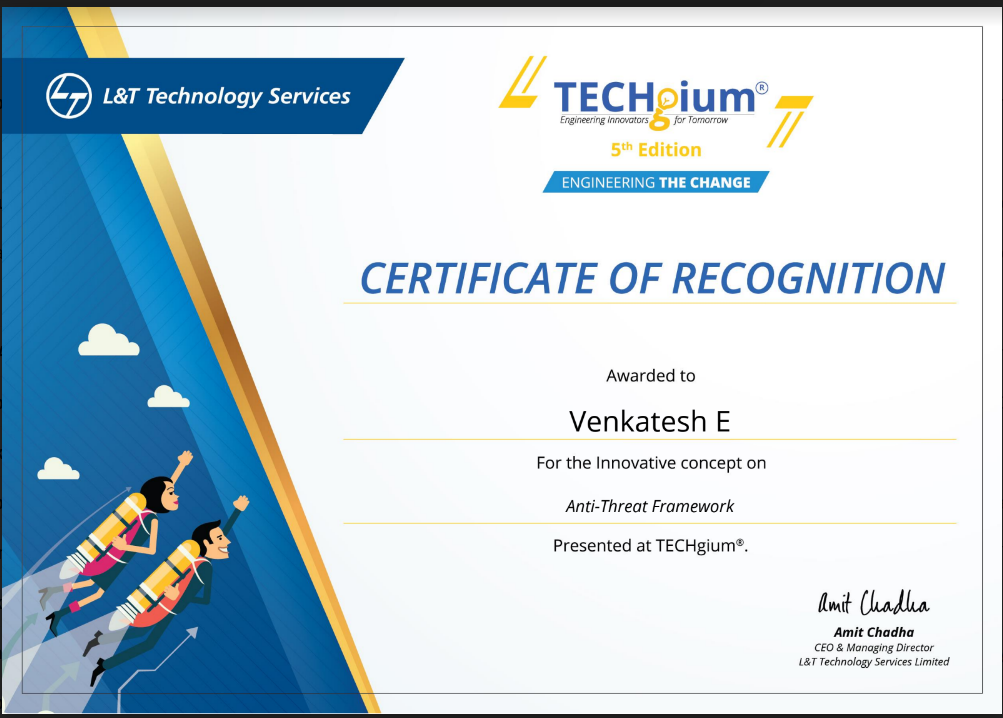 L&T Technology Services
TECHgium®
Engineering Innovators for Tomorrow
5th Edition
ENGINEERING THE CHANGE
CERTIFICATE OF RECOGNITION
Awarded to
Venkatesh E
For the Innovative concept on
Anti-Threat Framework
Presented at TECHgium®.
Amit Chadha
Amit Chadha
CEO & Managing Director
L&T Technology Services Limited